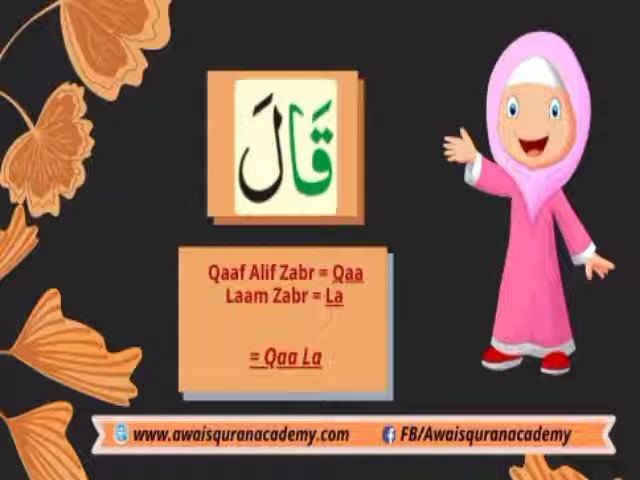 قَالَ
Qaaf Alif Zabr = Qaa
Laam Zabr = La
= Qaa La
www.awaisquranacademy.com FB/Awaisquranacademy